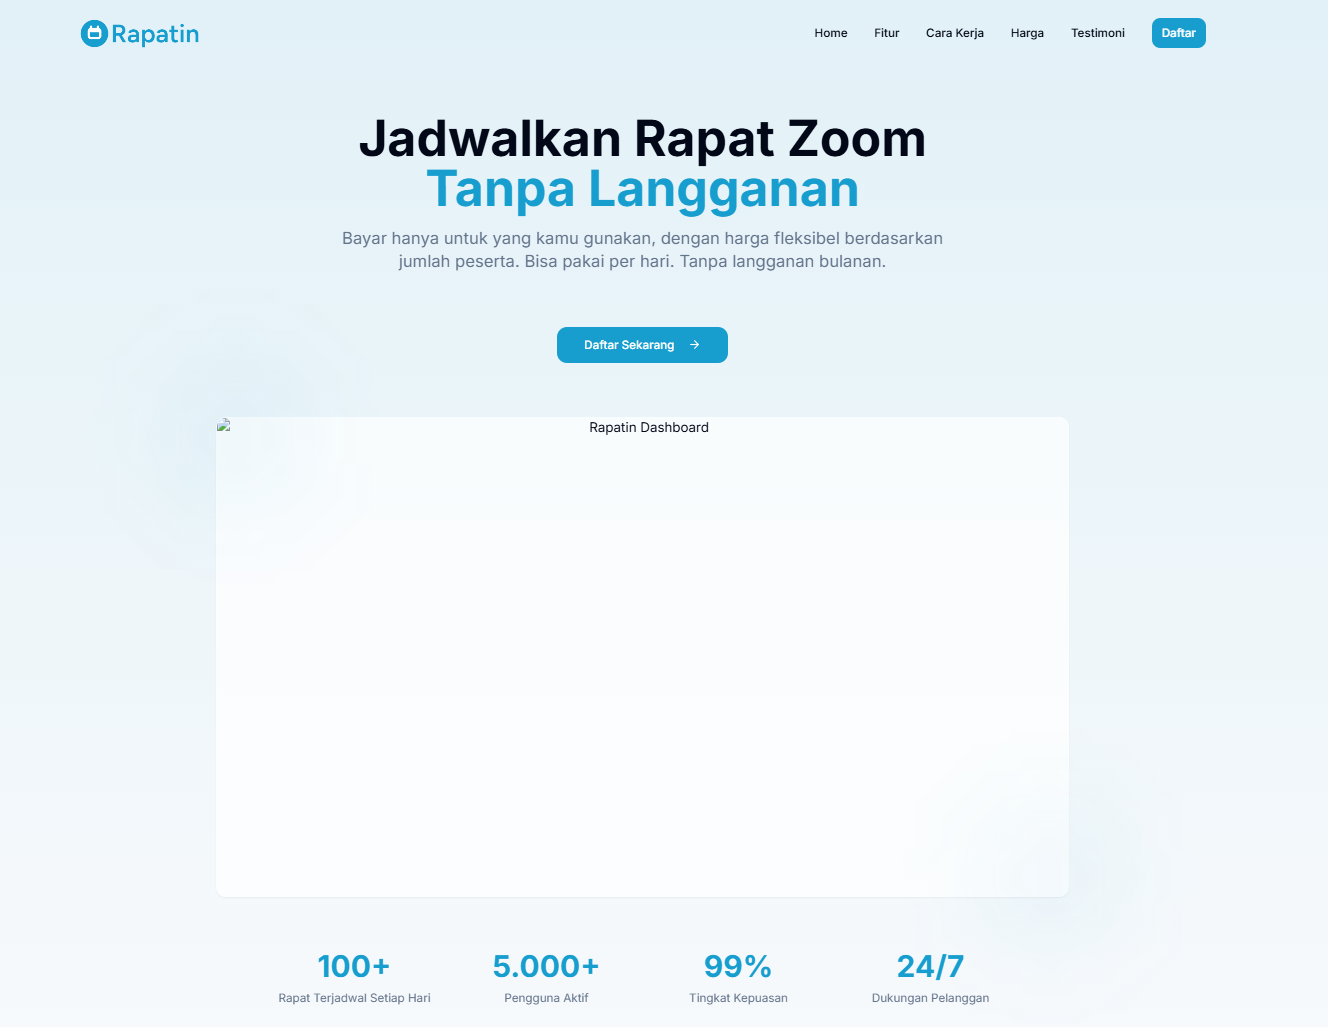 Rapatin
Home
Fitur
Cara Kerja
Harga
Testimoni
Daftar
Jadwalkan Rapat Zoom
Tanpa Langganan
Bayar hanya untuk yang kamu gunakan, dengan harga fleksibel berdasarkan
jumlah peserta. Bisa pakai per hari. Tanpa langganan bulanan.
Daftar Sekarang
Rapatin Dashboard
100+
Rapat Terjadwal Setiap Hari
5.000+
Pengguna Aktif
99%
Tingkat Kepuasan
24/7
Dukungan Pelanggan